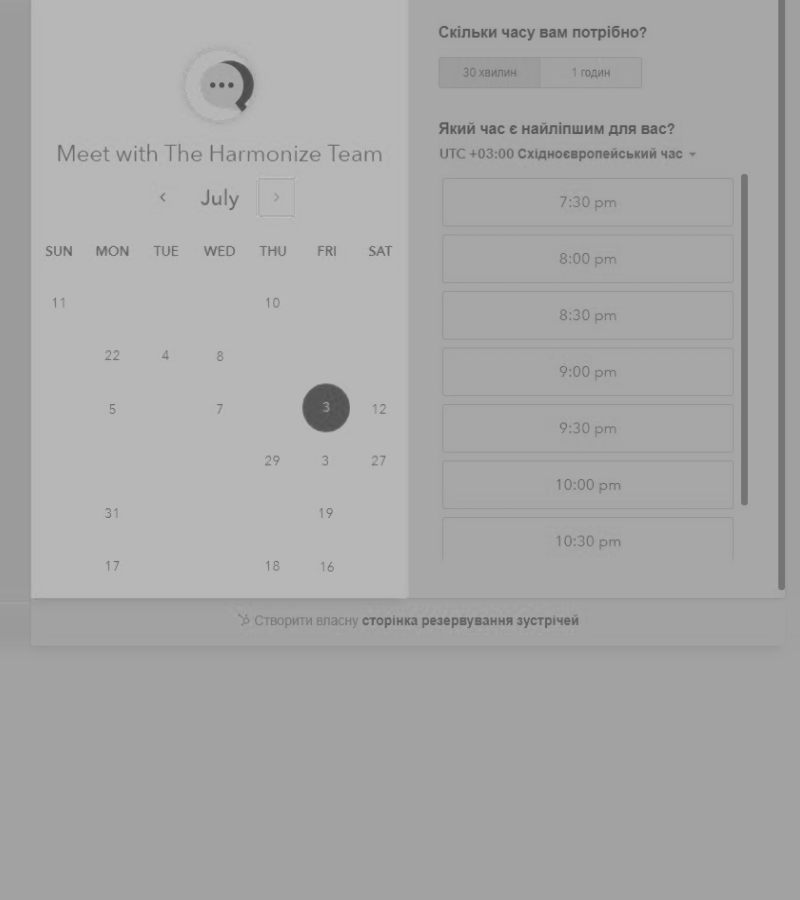 Скільки часу вам потрібно?
30 хвилин 1 годин
Meet with The Harmonize Team
July
SUN MON TUE WED THU FRI SAT
11 10
22 4 8
5 7 3 12
29 3 27
31 19
17 18 16
Який час є найліпшим для вас?
UTC +03:00 Східноєвропейський час
7:30 pm
8:00 pm
8:30 pm
9:00 pm
9:30 pm
10:00 pm
10:30 pm
Створити власну сторінка резервування зустрічей